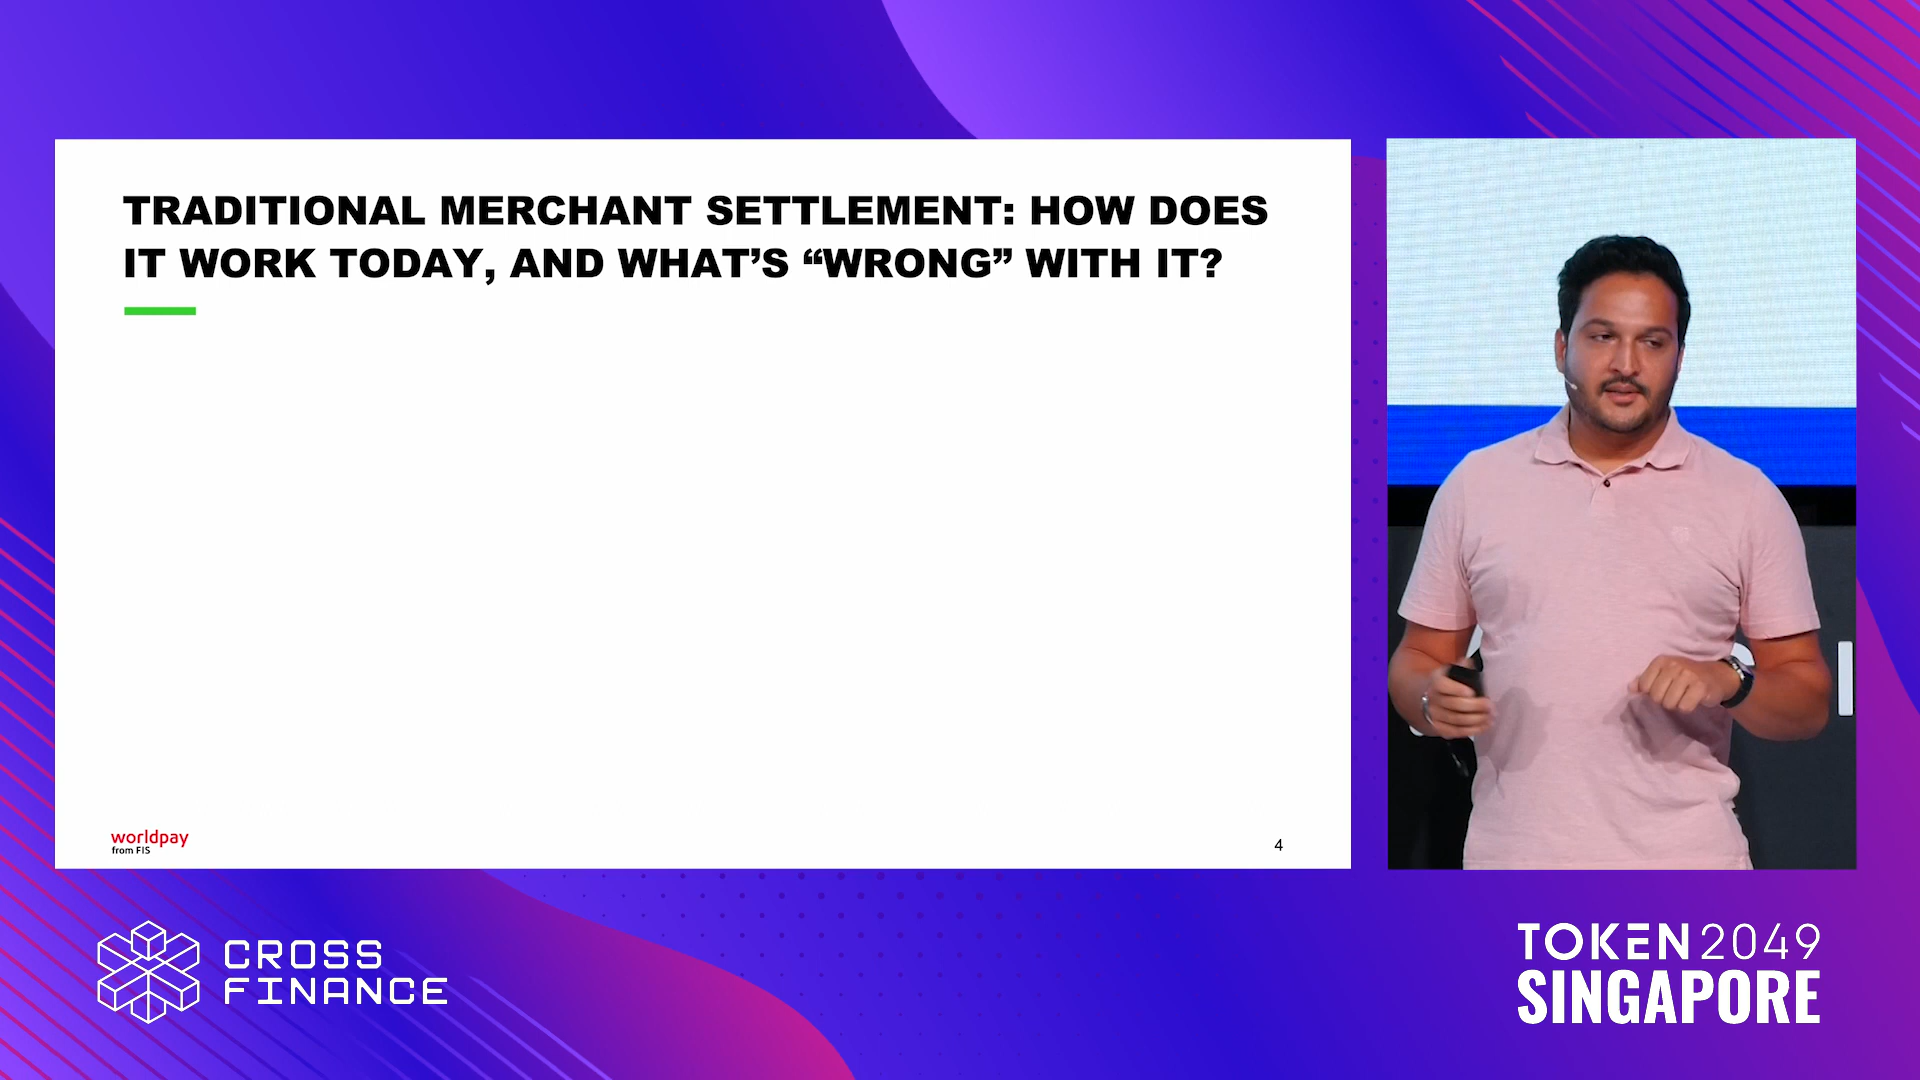 TRADITIONAL MERCHANT SETTLEMENT: HOW DOES
IT WORK TODAY, AND WHAT’S “WRONG” WITH IT?
worldpay
from FIS
4
CROSS
FINANCE
TOKEN2049
SINGAPORE